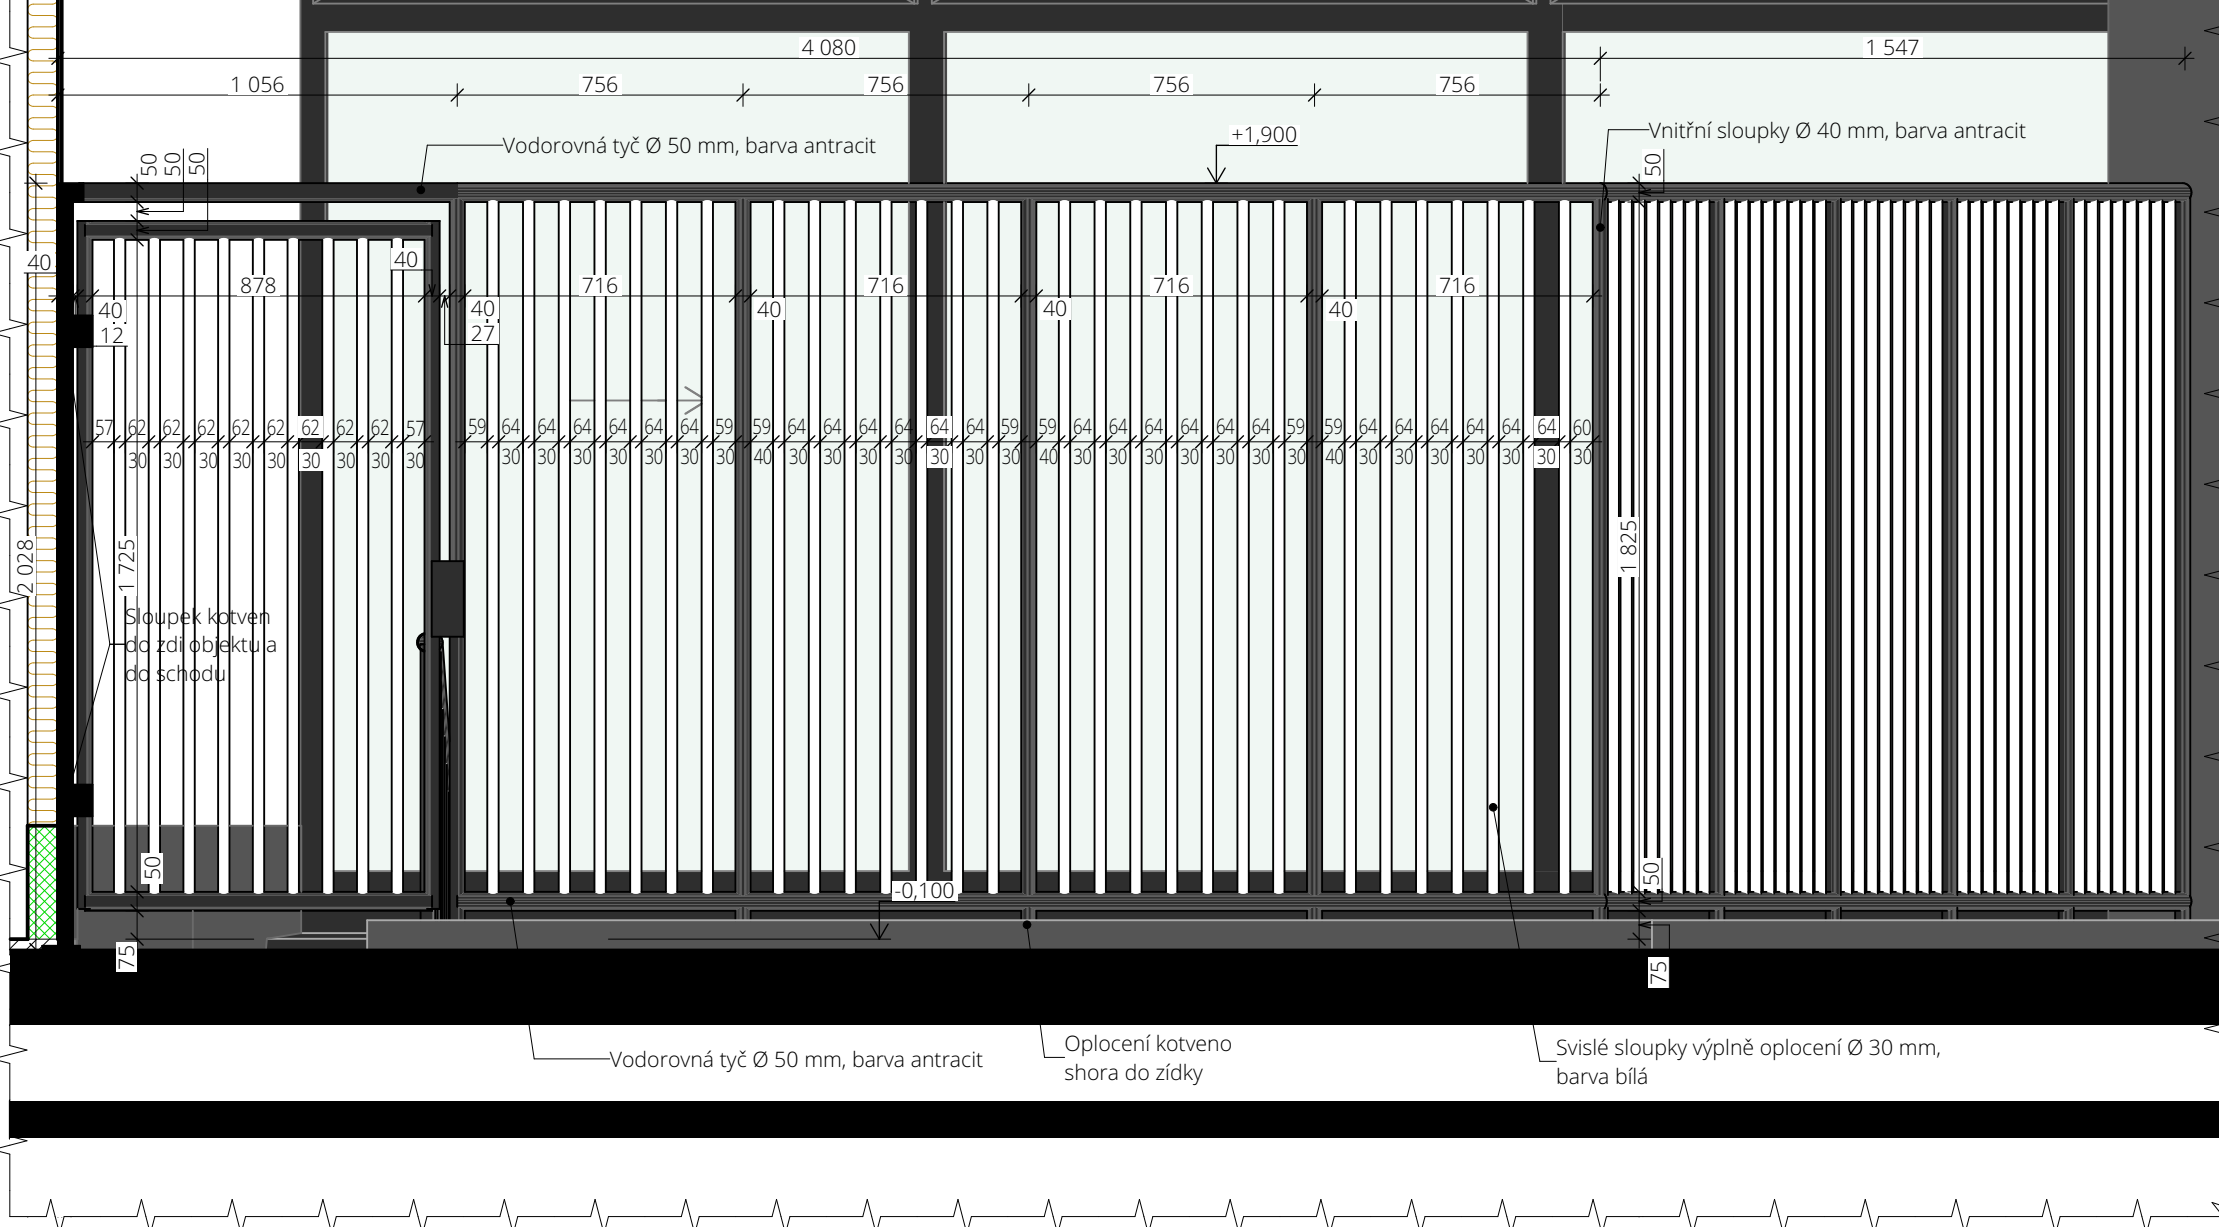 4 080
1 547
1 056
756
756
756
756
+1,900
Vodorovná tyč Ø 50 mm, barva antracit
Vnitřní sloupky Ø 40 mm, barva antracit
50
50
50
50
40
40
878
716
716
716
716
40
12
40
27
40
40
40
57 62 62 62 62 62 62 62 62 57
30 30 30 30 30 30 30 30 30
59 64 64 64 64 64 64 59
30 30 30 30 30 30 30
59 64 64 64 64 64 64 59
40 30 30 30 30 30 30 30
59 64 64 64 64 64 64 59
40 30 30 30 30 30 30 30
59 64 64 64 64 64 64 60
40 30 30 30 30 30 30 30
2 028
1 725
1 825
Sloupek kotven
do zdi objektu a
do schodu
50
50
-0,100
75
75
Vodorovná tyč Ø 50 mm, barva antracit
Oplocení kotveno
shora do zídky
Svislé sloupky výplně oplocení Ø 30 mm,
barva bílá